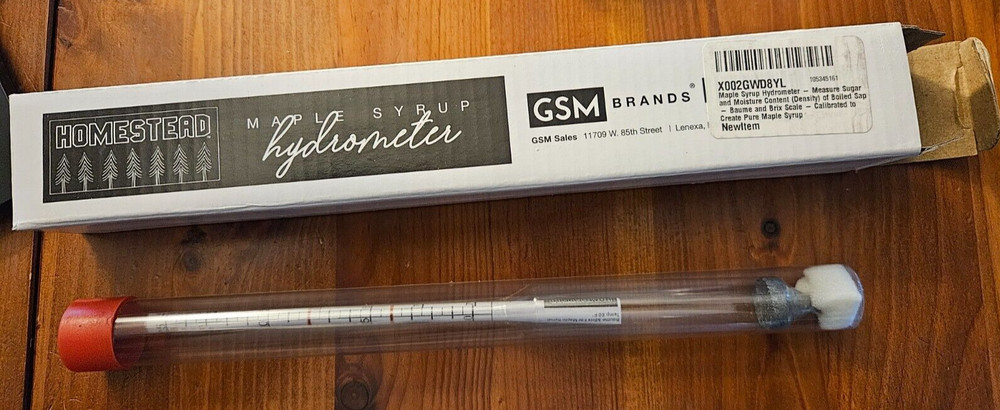 HOMESTEAD
MAPLE SYRUP
hydrometer
GSM BRANDS®
GSM Sales 11709 W. 85th Street | Lenexa,
X002GWD8YL
105345161
Maple Syrup Hydrometer – Measure Sugar
and Moisture Content (Density) of Boiled Sap
– Baume and Brix Scale – Calibrated to
Create Pure Maple Syrup
NewItem